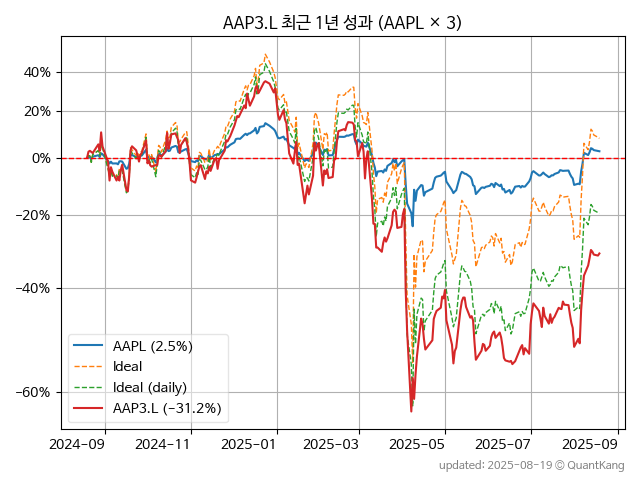 AAP3.L 최근 1년 성과 (AAPL × 3)
40%
20%
0%
−20%
−40%
−60%
AAPL (2.5%)
Ideal
Ideal (daily)
AAP3.L (−31.2%)
2024-09
2024-11
2025-01
2025-03
2025-05
2025-07
2025-09
updated: 2025-08-19 © QuantKang